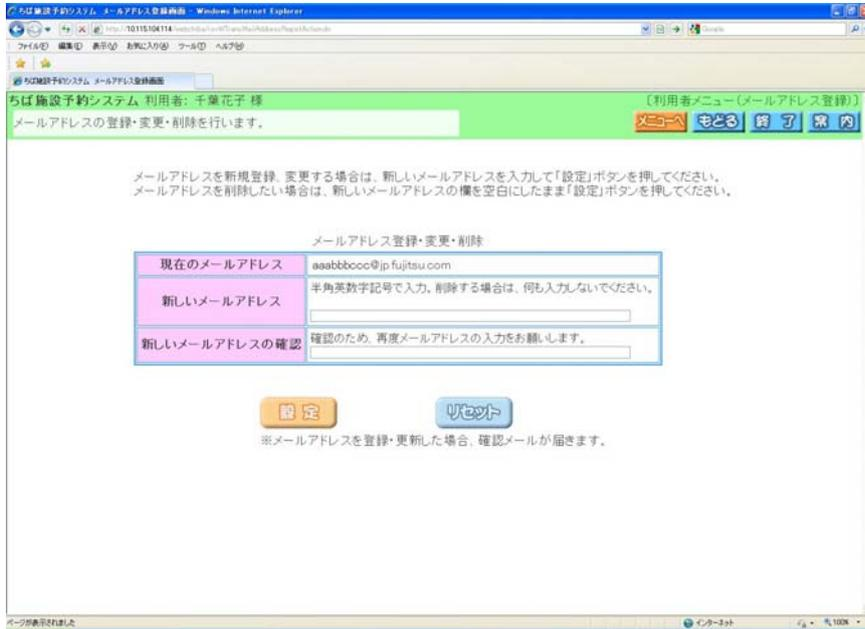 ちば施設予約システム メールアドレス登録画面 - Windows Internet Explorer
Google
ファイル(F) 編集(E) 表示(V) お気に入り(A) ツール(T) ヘルプ(H)
ちば施設予約システム メールアドレス登録画面
ちば施設予約システム 利用者: 千葉花子 様
〔利用者メニュー(メールアドレス登録)〕
メールアドレスの登録・変更・削除を行います。
メニューへ もどる 終了 案内
メールアドレスを新規登録、変更する場合は、新しいメールアドレスを入力して「設定」ボタンを押してください。
メールアドレスを削除したい場合は、新しいメールアドレスの欄を空白にしたまま「設定」ボタンを押してください。
メールアドレス登録・変更・削除
現在のメールアドレス aaabbbccc@jp.fujitsu.com
半角英数字記号で入力。削除する場合は、何も入力しないでください。
新しいメールアドレス
新しいメールアドレスの確認 確認のため、再度メールアドレスの入力をお願いします。
設定 リセット
※メールアドレスを登録・更新した場合、確認メールが届きます。
ページが表示されました
インターネット
100%